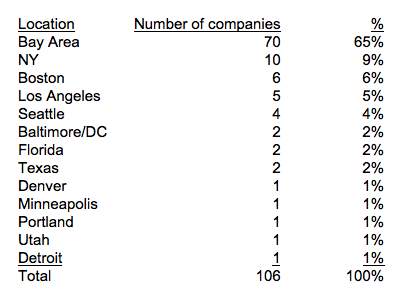 Location Number of companies %
Bay Area 70 65%
NY 10 9%
Boston 6 6%
Los Angeles 5 5%
Seattle 4 4%
Baltimore/DC 2 2%
Florida 2 2%
Texas 2 2%
Denver 1 1%
Minneapolis 1 1%
Portland 1 1%
Utah 1 1%
Detroit 1 1%
Total 106 100%